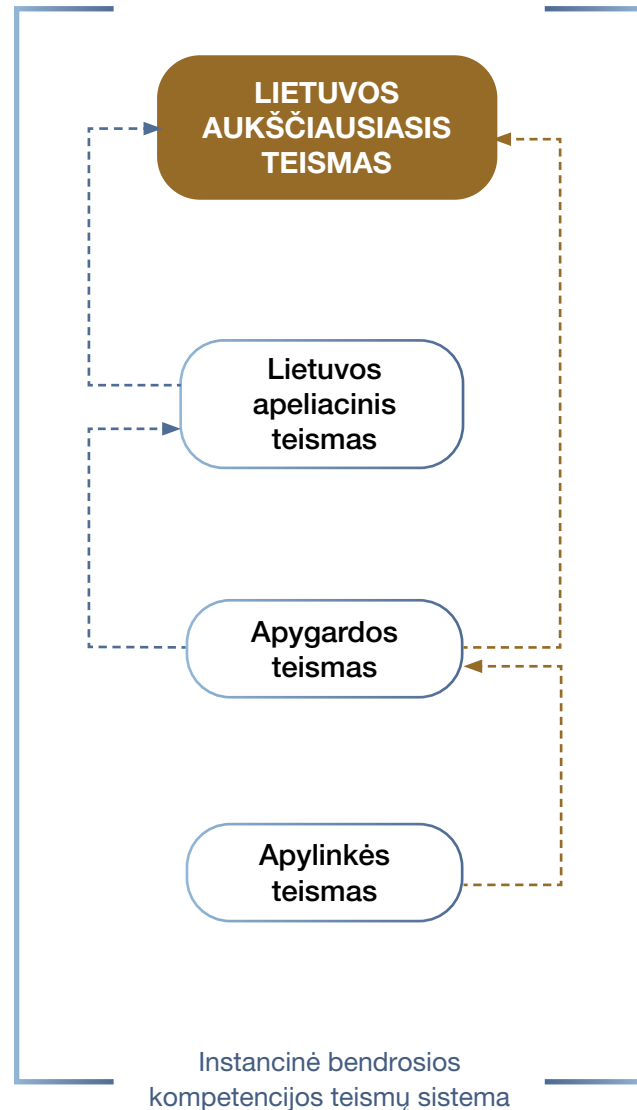 LIETUVOS
AUKŠČIAUSIASIS
TEISMAS
Lietuvos
apeliacinis
teismas
Apygardos
teismas
Apylinkės
teismas
Instancinė bendrosios
kompetencijos teismų sistema